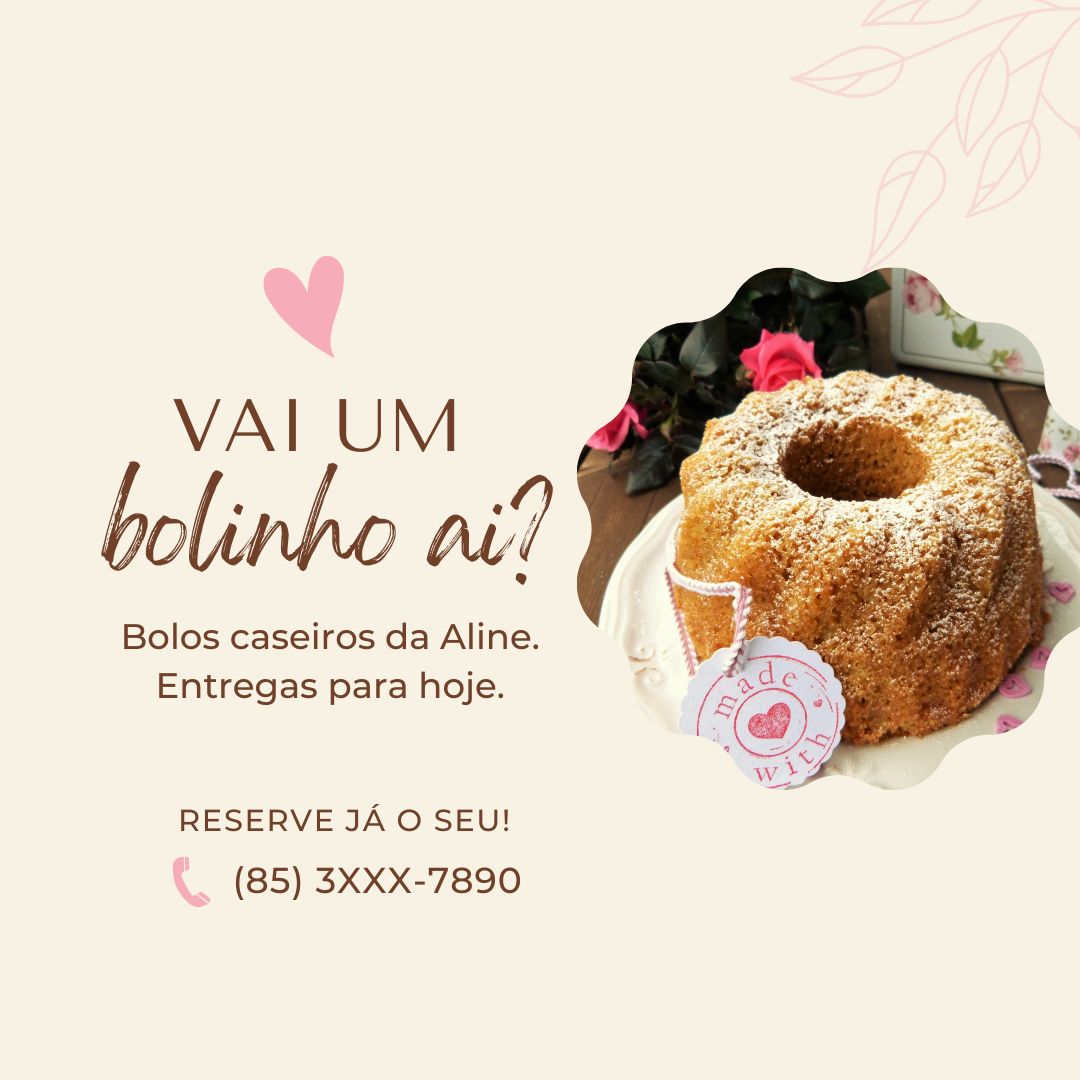 VAI UM
bolinho ai?
Bolos caseiros da Aline.
Entregas para hoje.
RESERVE JÁ O SEU!
(85) 3XXX-7890
made
with